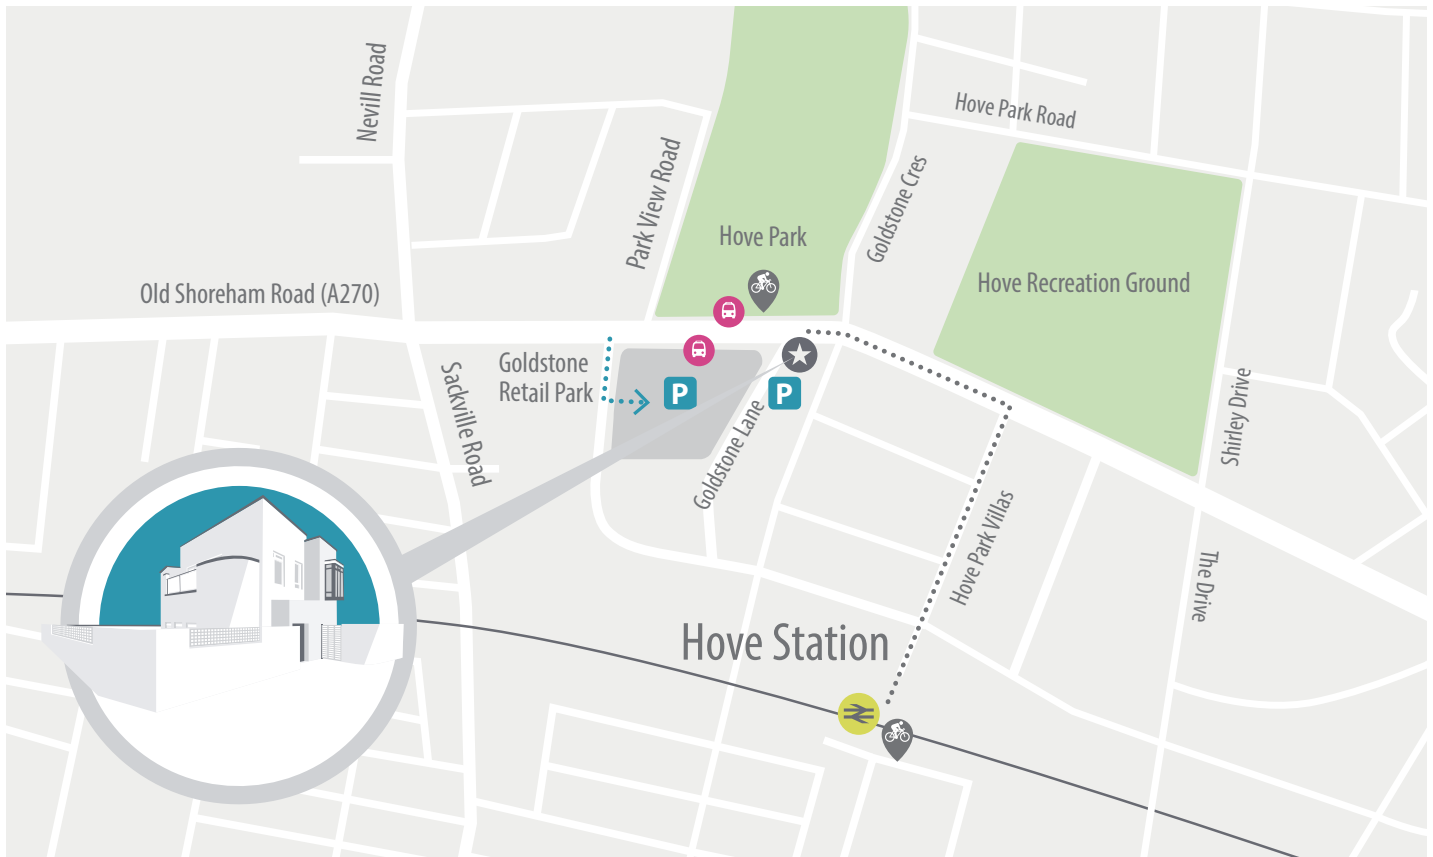 Nevill Road
Hove Park Road
Park View Road
Goldstone Cres
Hove Park
Hove Recreation Ground
Old Shoreham Road (A270)
Goldstone
Retail Park
P
P
Sackville Road
Goldstone Lane
Shirley Drive
Hove Park Villas
The Drive
Hove Station